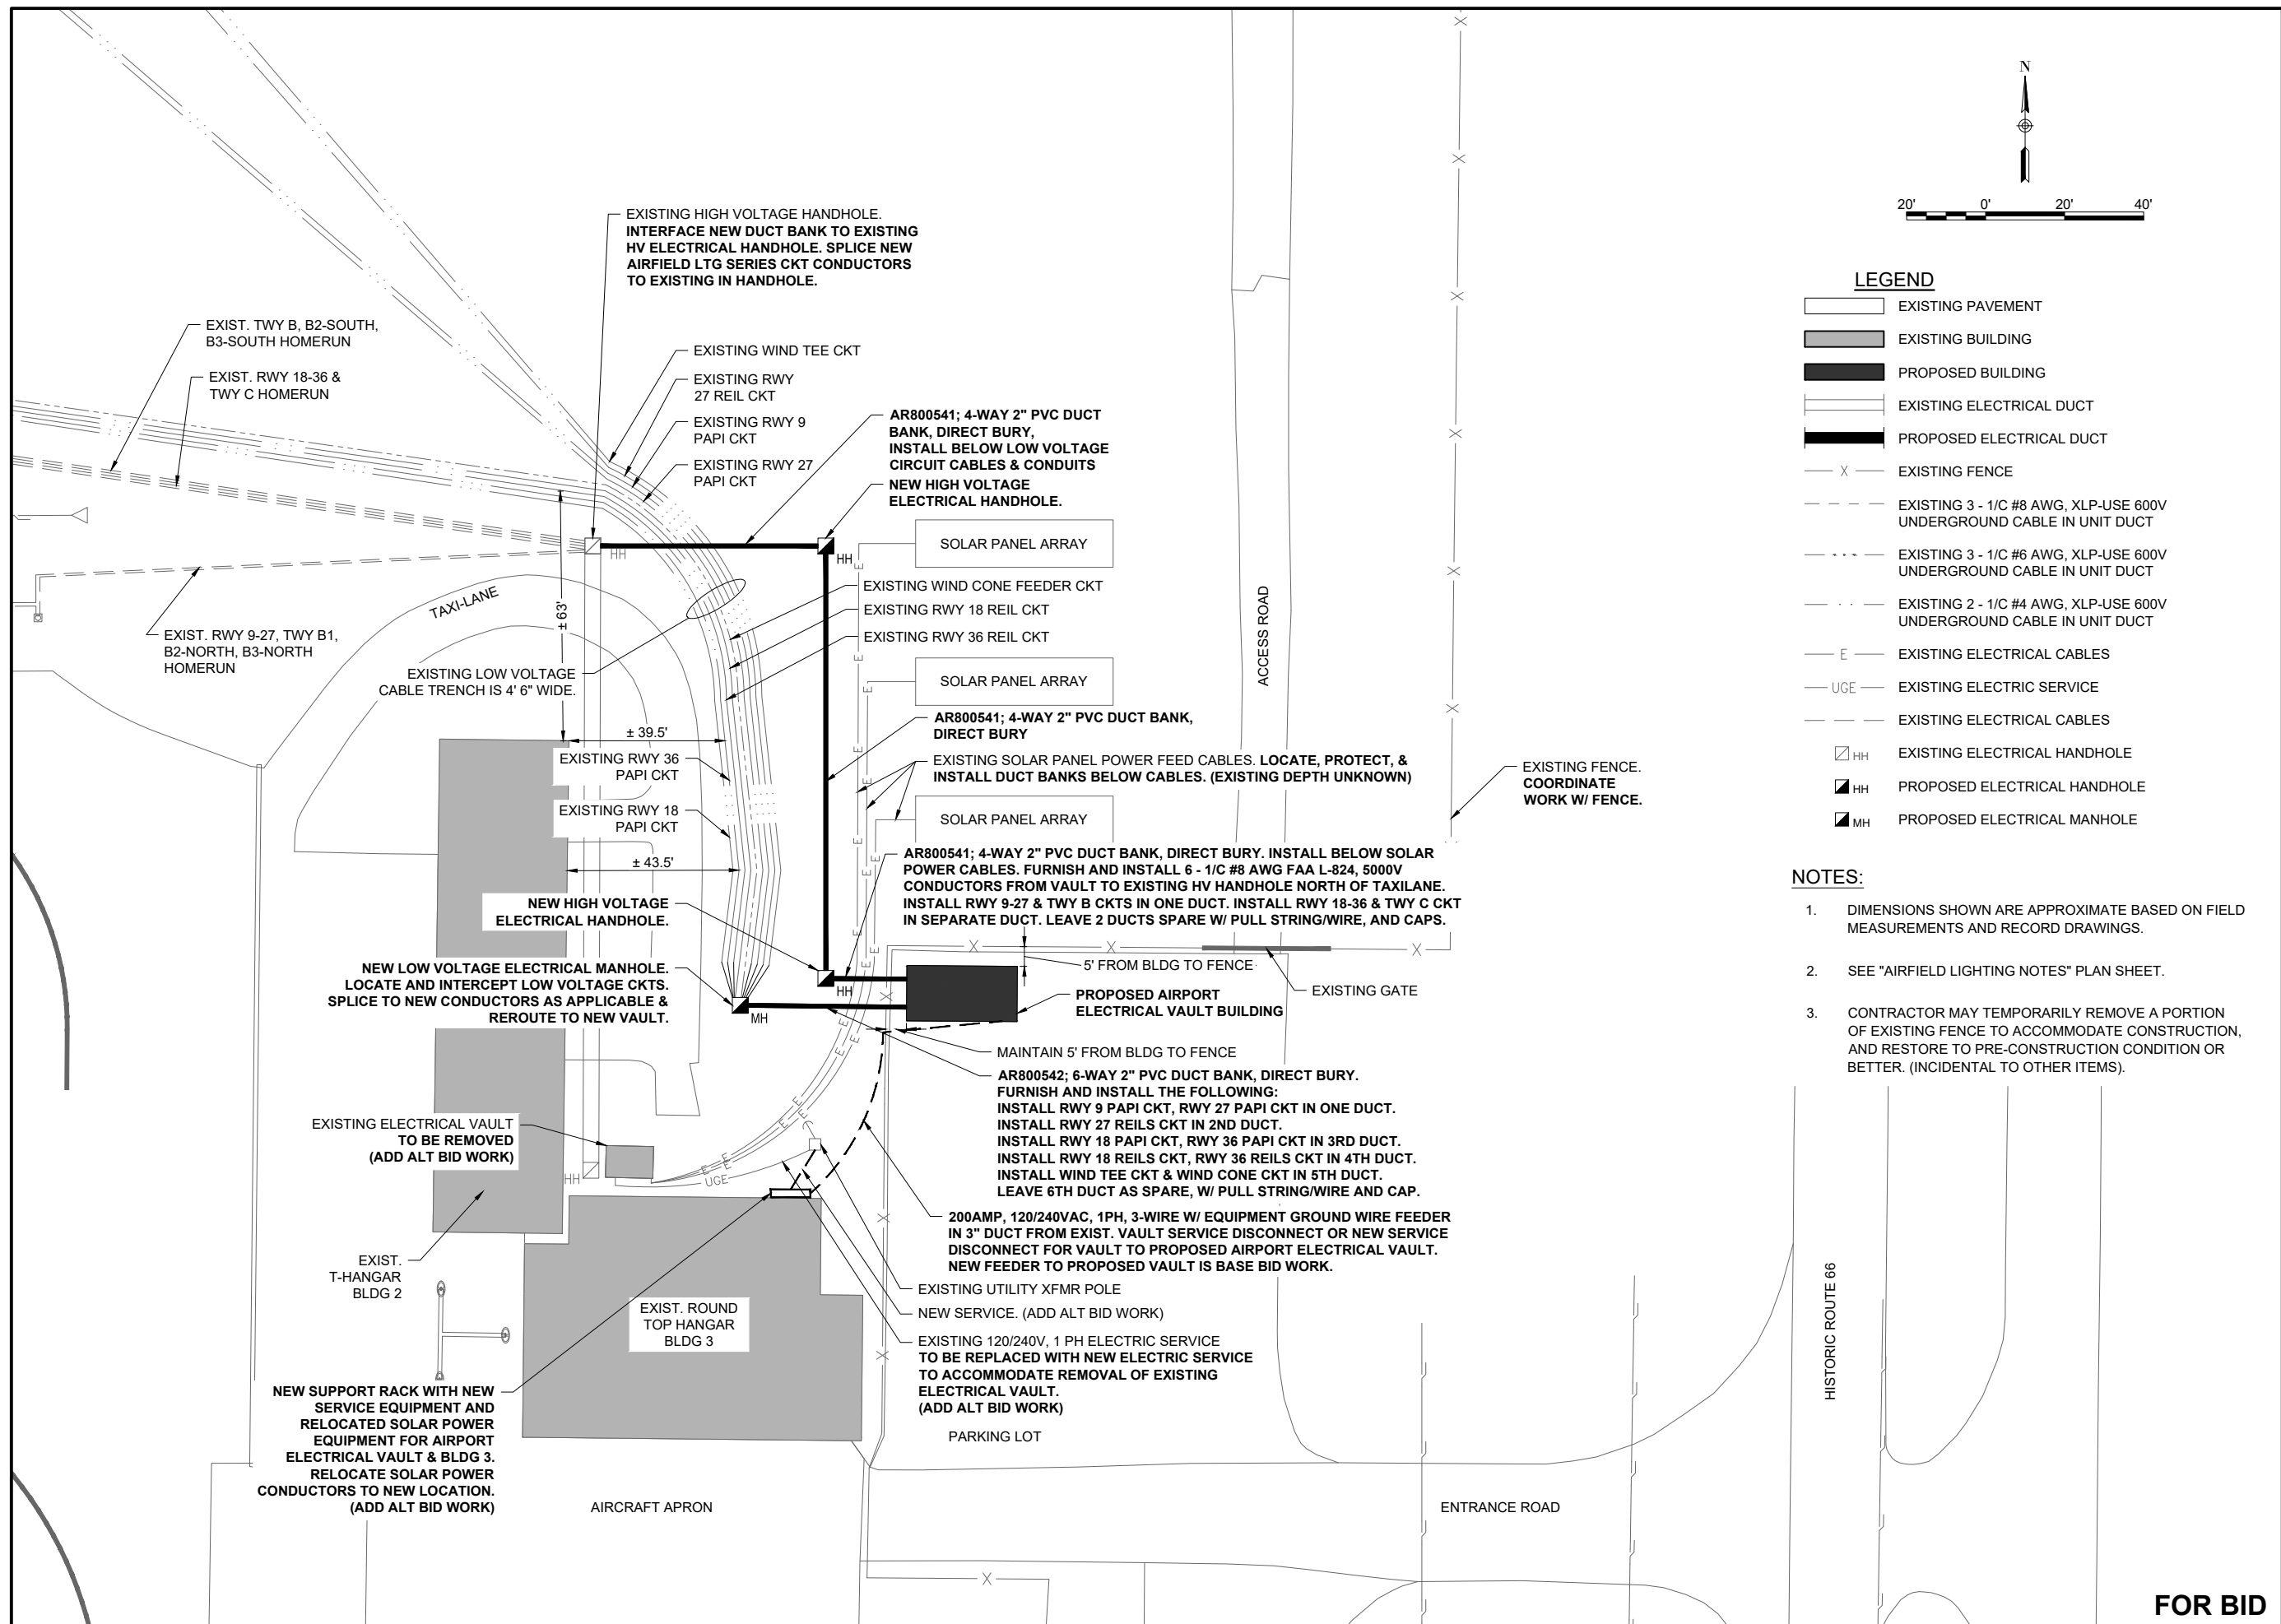 N
20' 0' 20' 40'
LEGEND
EXISTING PAVEMENT
EXISTING BUILDING
PROPOSED BUILDING
EXISTING ELECTRICAL DUCT
PROPOSED ELECTRICAL DUCT
X EXISTING FENCE
EXISTING 3 - 1/C #8 AWG, XLP-USE 600V
UNDERGROUND CABLE IN UNIT DUCT
EXISTING 3 - 1/C #6 AWG, XLP-USE 600V
UNDERGROUND CABLE IN UNIT DUCT
EXISTING 2 - 1/C #4 AWG, XLP-USE 600V
UNDERGROUND CABLE IN UNIT DUCT
E EXISTING ELECTRICAL CABLES
UGE EXISTING ELECTRIC SERVICE
EXISTING ELECTRICAL CABLES
HH EXISTING ELECTRICAL HANDHOLE
HH PROPOSED ELECTRICAL HANDHOLE
MH PROPOSED ELECTRICAL MANHOLE
NOTES:
1. DIMENSIONS SHOWN ARE APPROXIMATE BASED ON FIELD
MEASUREMENTS AND RECORD DRAWINGS.
2. SEE "AIRFIELD LIGHTING NOTES" PLAN SHEET.
3. CONTRACTOR MAY TEMPORARILY REMOVE A PORTION
OF EXISTING FENCE TO ACCOMMODATE CONSTRUCTION,
AND RESTORE TO PRE-CONSTRUCTION CONDITION OR
BETTER. (INCIDENTAL TO OTHER ITEMS).
EXISTING HIGH VOLTAGE HANDHOLE.
INTERFACE NEW DUCT BANK TO EXISTING
HV ELECTRICAL HANDHOLE. SPLICE NEW
AIRFIELD LTG SERIES CKT CONDUCTORS
TO EXISTING IN HANDHOLE.
EXIST. TWY B, B2-SOUTH,
B3-SOUTH HOMERUN
EXIST. RWY 18-36 &
TWY C HOMERUN
EXISTING WIND TEE CKT
EXISTING RWY
27 REIL CKT
EXISTING RWY 9
PAPI CKT
EXISTING RWY 27
PAPI CKT
AR800541; 4-WAY 2" PVC DUCT
BANK, DIRECT BURY,
INSTALL BELOW LOW VOLTAGE
CIRCUIT CABLES & CONDUITS
NEW HIGH VOLTAGE
ELECTRICAL HANDHOLE.
HH
HH
SOLAR PANEL ARRAY
TAXI-LANE
± 63'
EXISTING WIND CONE FEEDER CKT
EXISTING RWY 18 REIL CKT
EXISTING RWY 36 REIL CKT
EXIST. RWY 9-27, TWY B1,
B2-NORTH, B3-NORTH
HOMERUN
EXISTING LOW VOLTAGE
CABLE TRENCH IS 4' 6" WIDE.
SOLAR PANEL ARRAY
ACCESS ROAD
AR800541; 4-WAY 2" PVC DUCT BANK,
DIRECT BURY
± 39.5'
EXISTING RWY 36
PAPI CKT
EXISTING SOLAR PANEL POWER FEED CABLES. LOCATE, PROTECT, &
INSTALL DUCT BANKS BELOW CABLES. (EXISTING DEPTH UNKNOWN)
EXISTING FENCE.
COORDINATE
WORK W/ FENCE.
EXISTING RWY 18
PAPI CKT
SOLAR PANEL ARRAY
± 43.5'
AR800541; 4-WAY 2" PVC DUCT BANK, DIRECT BURY. INSTALL BELOW SOLAR
POWER CABLES. FURNISH AND INSTALL 6 - 1/C #8 AWG FAA L-824, 5000V
CONDUCTORS FROM VAULT TO EXISTING HV HANDHOLE NORTH OF TAXILANE.
INSTALL RWY 9-27 & TWY B CKTS IN ONE DUCT. INSTALL RWY 18-36 & TWY C CKT
IN SEPARATE DUCT. LEAVE 2 DUCTS SPARE W/ PULL STRING/WIRE, AND CAPS.
NEW HIGH VOLTAGE
ELECTRICAL HANDHOLE.
NEW LOW VOLTAGE ELECTRICAL MANHOLE.
LOCATE AND INTERCEPT LOW VOLTAGE CKTS.
SPLICE TO NEW CONDUCTORS AS APPLICABLE &
REROUTE TO NEW VAULT.
HH
MH
5' FROM BLDG TO FENCE
EXISTING GATE
PROPOSED AIRPORT
ELECTRICAL VAULT BUILDING
MAINTAIN 5' FROM BLDG TO FENCE
AR800542; 6-WAY 2" PVC DUCT BANK, DIRECT BURY.
FURNISH AND INSTALL THE FOLLOWING:
INSTALL RWY 9 PAPI CKT, RWY 27 PAPI CKT IN ONE DUCT.
INSTALL RWY 27 REILS CKT IN 2ND DUCT.
INSTALL RWY 18 PAPI CKT, RWY 36 PAPI CKT IN 3RD DUCT.
INSTALL RWY 18 REILS CKT, RWY 36 REILS CKT IN 4TH DUCT.
INSTALL WIND TEE CKT & WIND CONE CKT IN 5TH DUCT.
LEAVE 6TH DUCT AS SPARE, W/ PULL STRING/WIRE AND CAP.
EXISTING ELECTRICAL VAULT
TO BE REMOVED
(ADD ALT BID WORK)
HH
UGE
200AMP, 120/240VAC, 1PH, 3-WIRE W/ EQUIPMENT GROUND WIRE FEEDER
IN 3" DUCT FROM EXIST. VAULT SERVICE DISCONNECT OR NEW SERVICE
DISCONNECT FOR VAULT TO PROPOSED AIRPORT ELECTRICAL VAULT.
NEW FEEDER TO PROPOSED VAULT IS BASE BID WORK.
EXIST.
T-HANGAR
BLDG 2
EXISTING UTILITY XFMR POLE
NEW SERVICE. (ADD ALT BID WORK)
EXIST. ROUND
TOP HANGAR
BLDG 3
EXISTING 120/240V, 1 PH ELECTRIC SERVICE
TO BE REPLACED WITH NEW ELECTRIC SERVICE
TO ACCOMMODATE REMOVAL OF EXISTING
ELECTRICAL VAULT.
(ADD ALT BID WORK)
NEW SUPPORT RACK WITH NEW
SERVICE EQUIPMENT AND
RELOCATED SOLAR POWER
EQUIPMENT FOR AIRPORT
ELECTRICAL VAULT & BLDG 3.
RELOCATE SOLAR POWER
CONDUCTORS TO NEW LOCATION.
(ADD ALT BID WORK)
PARKING LOT
HISTORIC ROUTE 66
AIRCRAFT APRON
ENTRANCE ROAD
FOR BID